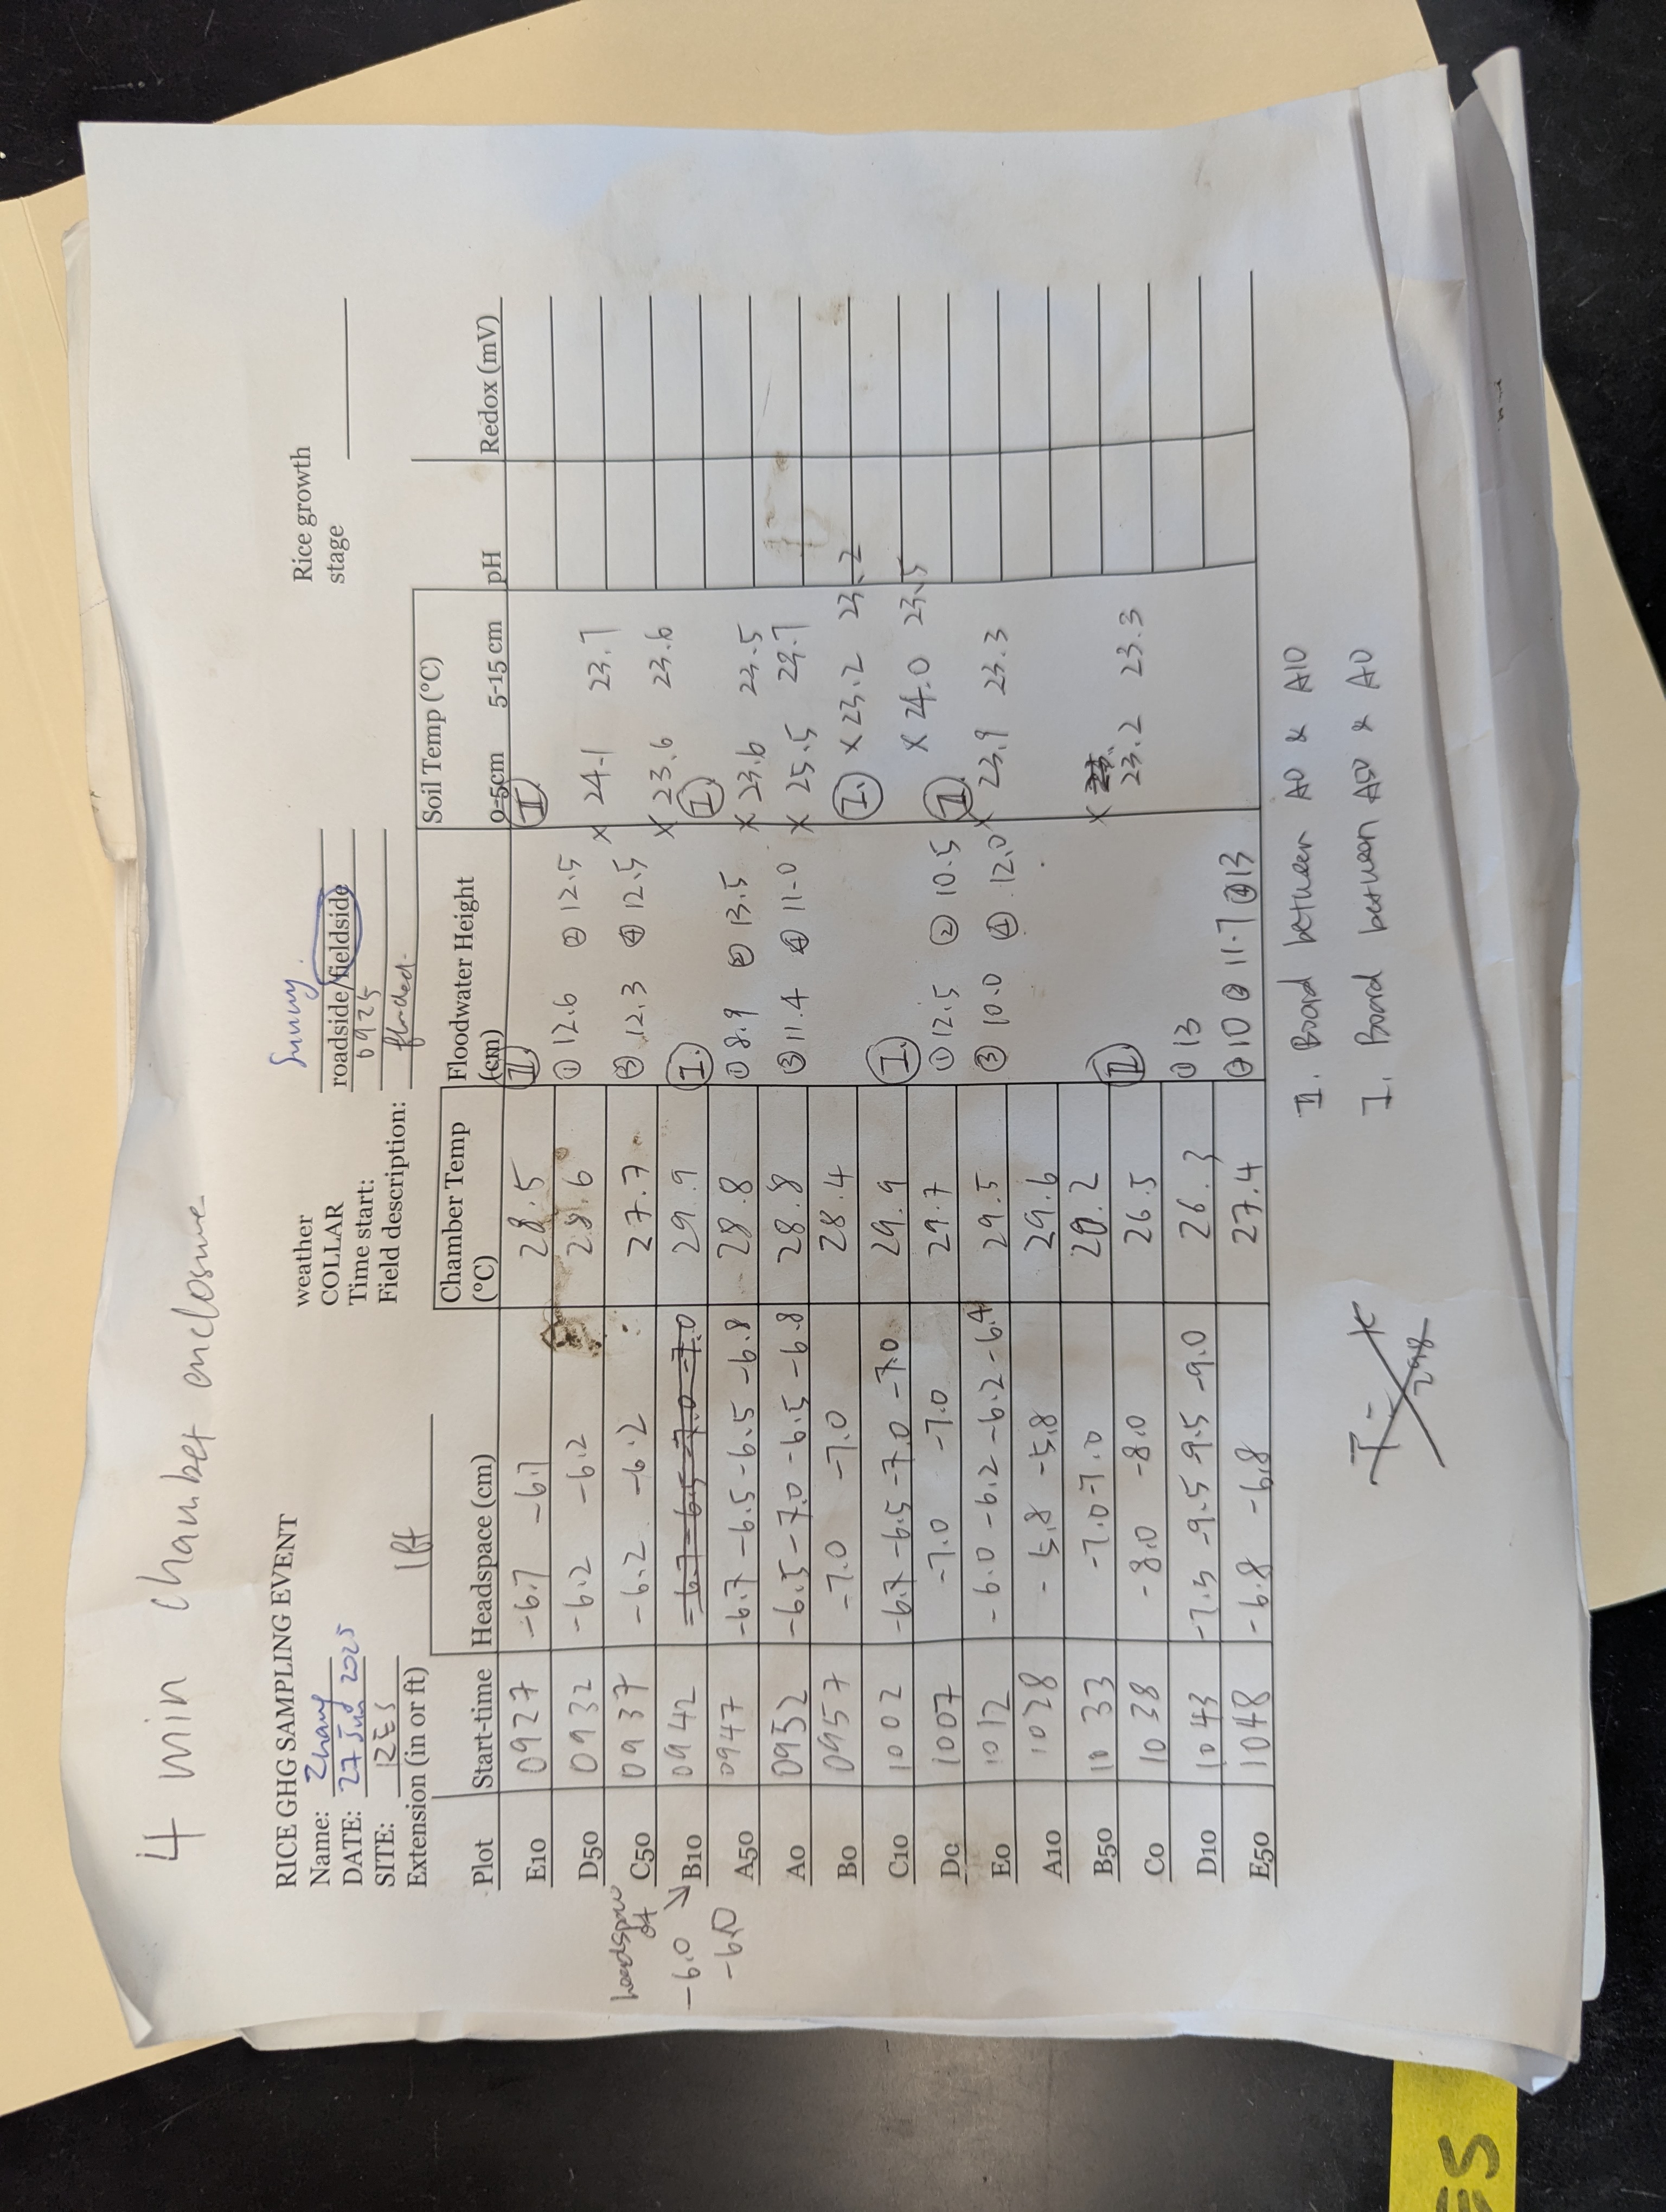 4 min chamber enclosure
RICE GHG SAMPLING EVENT
Name: Zhang
DATE: 27 Jun 2025
SITE: RES
Extension (in or ft) 1ft
weather Sunny.
COLLAR roadside/fieldside
Time start: 0925
Field description: flooded.
Rice growth stage
Plot Start-time Headspace (cm) Chamber Temp (°C) Floodwater Height (cm) Soil Temp (°C) 0-5cm 5-15 cm pH Redox (mV)
E10 0927 -6.7 -6.7 28.5 II. I.
D50 0932 -6.2 -6.2 28.6 ① 12.6 ② 12.5 x 24.1 23.7
C50 0937 -6.2 -6.2 27.7 ③ 12.3 ④ 12.5 x 23.6 23.6
headspace of -6.0 -6.0
B10 0942 -6.7 -6.5 -7.0 -7.0 29.9 I. I.
A50 0947 -6.7 -6.5 -6.5 -6.8 28.8 ① 8.9 ② 13.5 x 23.6 23.5
A0 0952 -6.5 -7.0 -6.5 -6.8 28.8 ③ 11.4 ④ 11.0 x 25.5
B0 0957 -7.0 -7.0 28.4 I. x 23.2 23.2
C10 1002 -6.7 -6.5 -7.0 -7.0 29.9 I. x 24.0 23.5
D0 1007 -7.0 -7.0 29.7 ① 12.5 ② 10.5
E0 1012 -6.0 -6.2 -6.2 -6.4 29.5 ③ 10.0 ④ 12.0 x 23.9 23.3
A10 1028 -5.8 -5.8 29.6
B50 1033 -7.0 -7.0 x 23.
C0 1038 -8.0 -8.0 26.5 II. 23.2 23.3
D10 1043 -7.5 -9.5 -9.5 -9.0 26.3 ① 13
E50 1048 -6.8 -6.8 27.4 ② 10 ③ 11.7 ④ 13
II. Board between A0 & A10
I. Board between A50 & A0
T = K
298